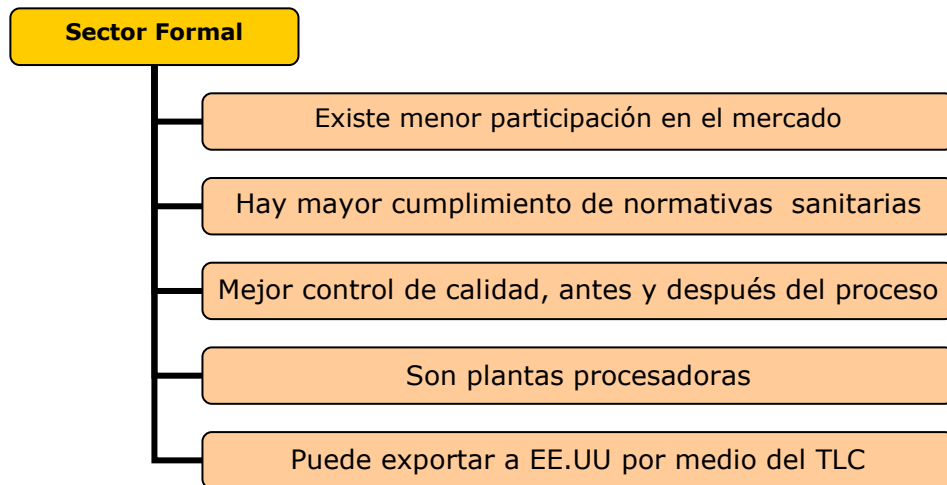 Sector Formal
Existe menor participación en el mercado
Hay mayor cumplimiento de normativas sanitarias
Mejor control de calidad, antes y después del proceso
Son plantas procesadoras
Puede exportar a EE.UU por medio del TLC